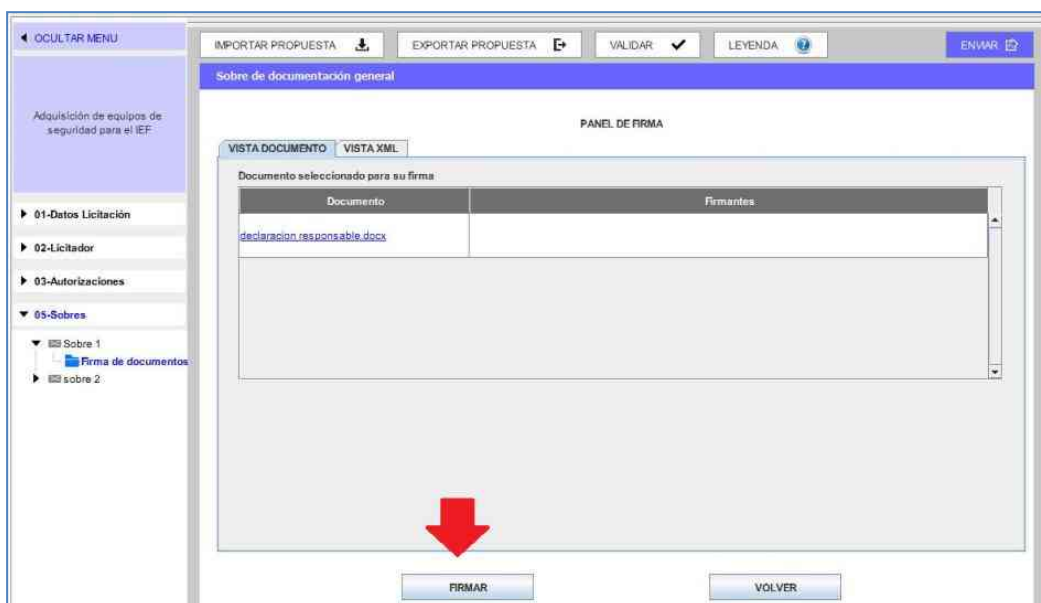 OCULTAR MENU
IMPORTAR PROPUESTA
EXPORTAR PROPUESTA
VALIDAR
LEYENDA
ENVIAR
Sobre de documentación general
Adquisición de equipos de
seguridad para el IEF
PANEL DE FIRMA
VISTA DOCUMENTO
VISTA XML
Documento seleccionado para su firma
Documento
Firmantes
declaracion responsable.docx
01-Datos Licitación
02-Licitador
03-Autorizaciones
05-Sobres
Sobre 1
Firma de documentos
sobre 2
FIRMAR
VOLVER